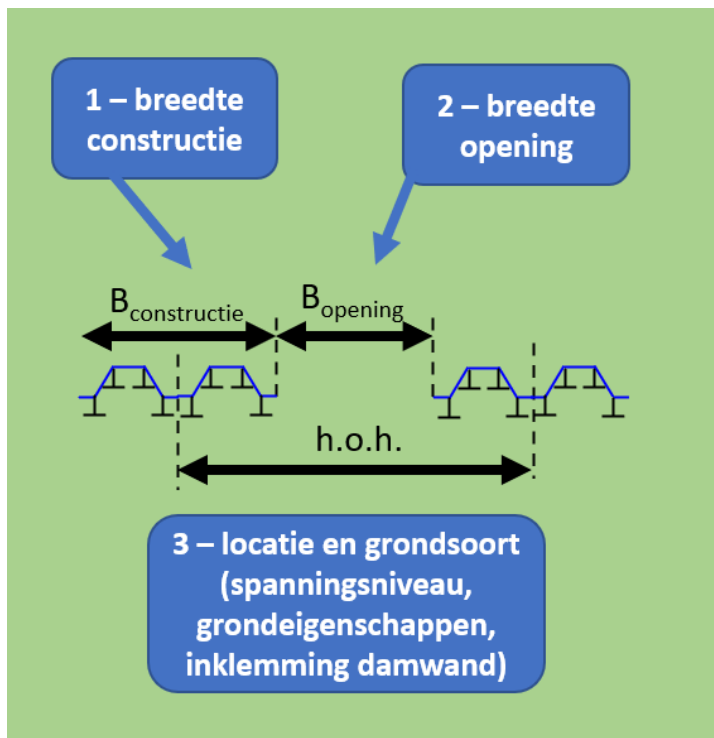 1 – breedte
constructie
2 – breedte
opening
Bconstructie
Bopening
h.o.h.
3 – locatie en grondsoort
(spanningsniveau,
grondeigenschappen,
inklemming damwand)